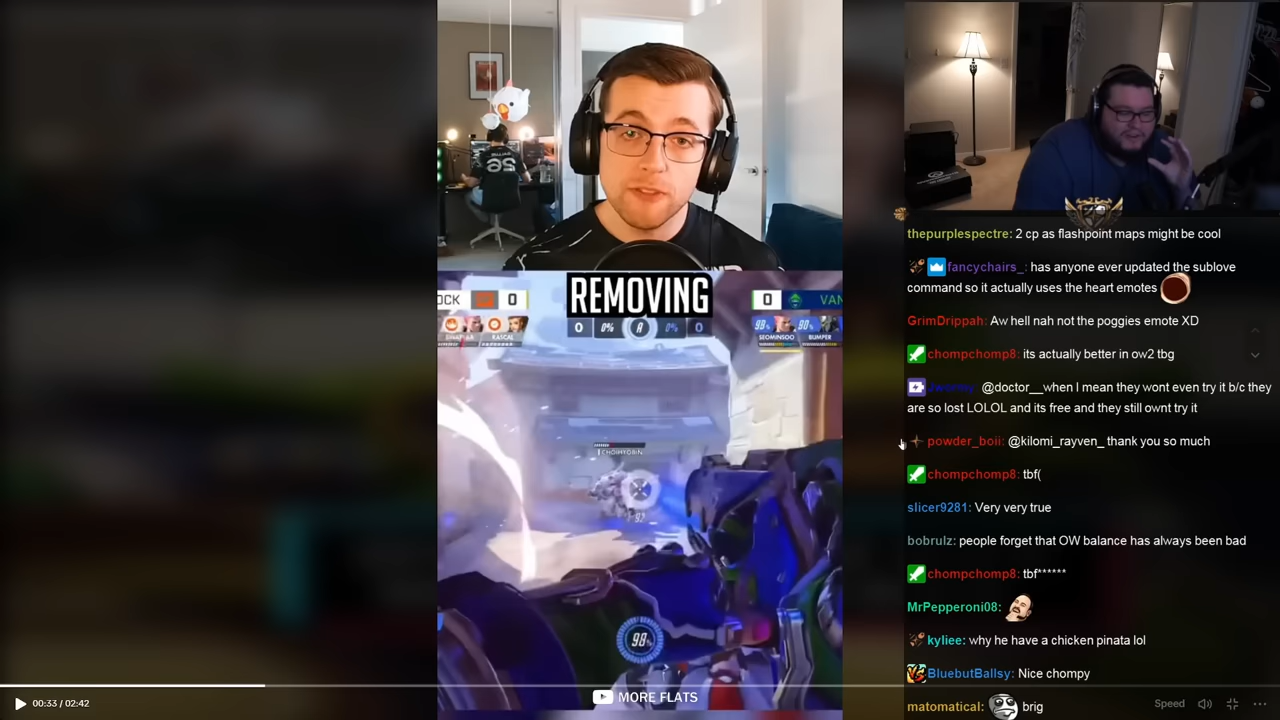 thepurplespectre: 2 cp as flashpoint maps might be cool
fancychairs_: has anyone ever updated the sublove
command so it actually uses the heart emotes
GrimDrippah: Aw hell nah not the poggies emote XD
chompchomp8: its actually better in ow2 tbg
@doctor__when I mean they wont even try it b/c they
are so lost LOLOL and its free and they still ownt try it
powder_boii: @kilomi_rayven_ thank you so much
chompchomp8: tbf(
slicer9281: Very very true
bobrulz: people forget that OW balance has always been bad
chompchomp8: tbf******
MrPepperoni08:
kyliee: why he have a chicken pinata lol
BluebutBallsy: Nice chompy
matomatical: brig
REMOVING
OCK 0
0 VAN
0 0% A 0% 0
RASCAL
98% 90%
SEOMINSOO BUMPER
CHOIHYOBIN
98%
MORE FLATS
00:33 / 02:42
Speed